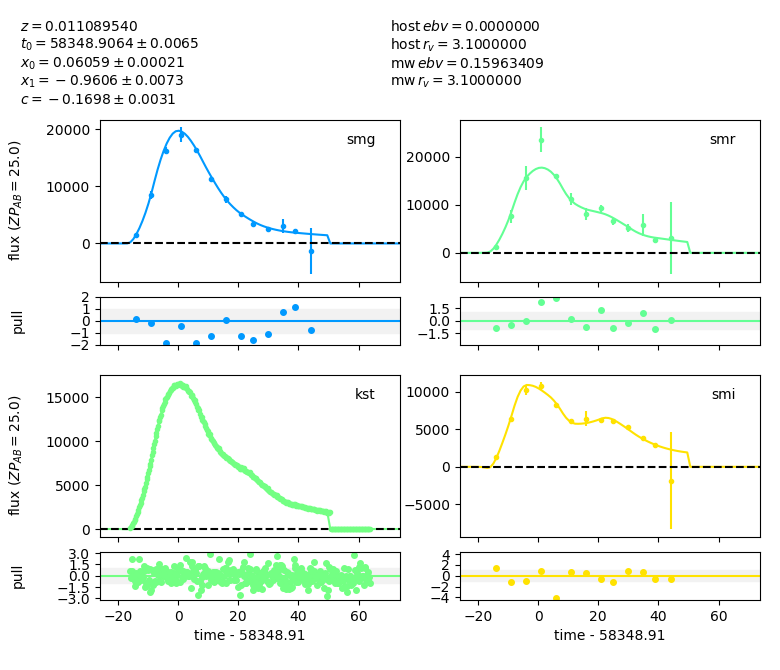 z = 0.011089540
t₀ = 58348.9064 ± 0.0065
x₀ = 0.06059 ± 0.00021
x₁ = −0.9606 ± 0.0073
c = −0.1698 ± 0.0031
host ebv = 0.0000000
host r_v = 3.1000000
mw ebv = 0.15963409
mw r_v = 3.1000000
flux (ZP_AB = 25.0)
20000
10000
0
smg
20000
10000
0
smr
pull
2
1
0
−1
−2
1.5
0.0
−1.5
flux (ZP_AB = 25.0)
15000
10000
5000
0
kst
10000
5000
0
−5000
smi
pull
3.0
1.5
0.0
−1.5
−3.0
4
2
0
−2
−4
−20 0 20 40 60
−20 0 20 40 60
time - 58348.91
time - 58348.91